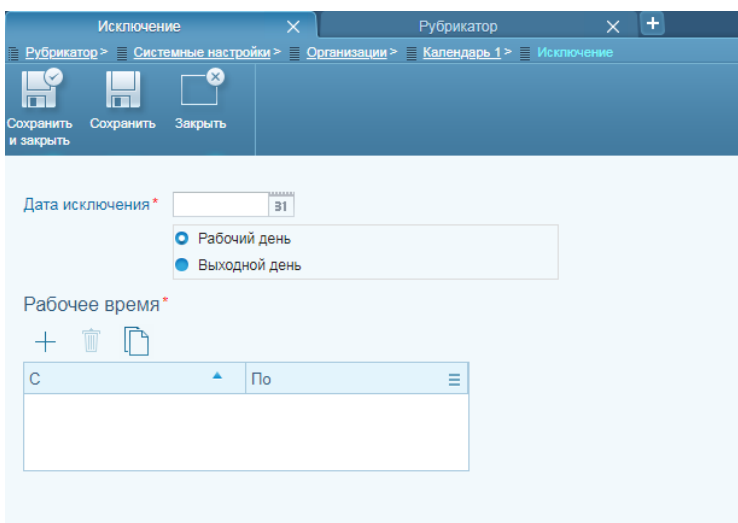 Исключение
Рубрикатор
Рубрикатор > Системные настройки > Организации > Календарь 1 > Исключение
Сохранить и закрыть
Сохранить
Закрыть
Дата исключения *
31
Рабочий день
Выходной день
Рабочее время *
С
По